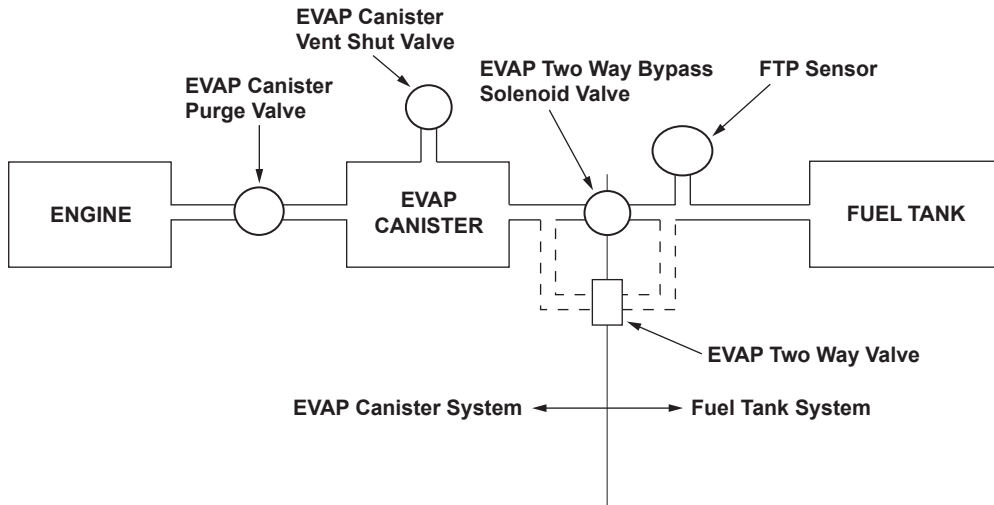 EVAP Canister
Vent Shut Valve
EVAP Two Way Bypass
Solenoid Valve
FTP Sensor
EVAP Canister
Purge Valve
ENGINE
EVAP
CANISTER
FUEL TANK
EVAP Two Way Valve
EVAP Canister System
Fuel Tank System